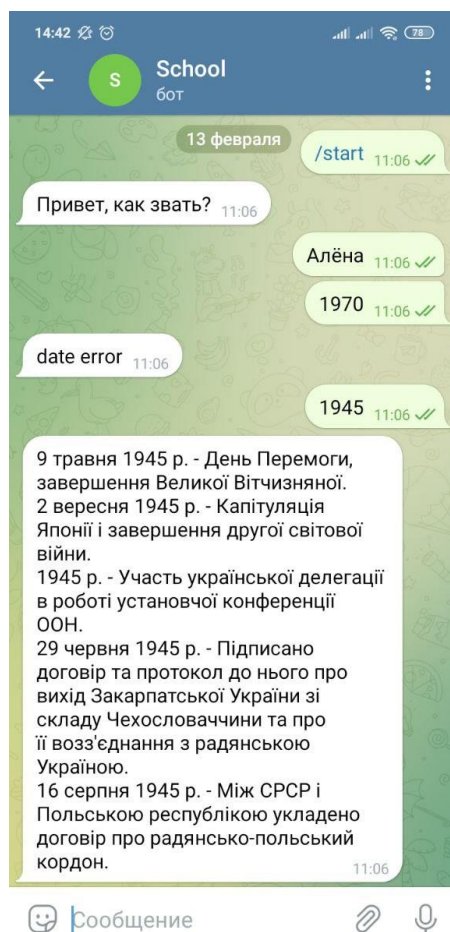 14:42
78
S
School
бот
13 февраля
/start 11:06
Привет, как звать? 11:06
Алёна 11:06
1970 11:06
date error 11:06
1945 11:06
9 травня 1945 р. - День Перемоги,
завершення Великої Вітчизняної.
2 вересня 1945 р. - Капітуляція
Японії і завершення другої світової
війни.
1945 р. - Участь української делегації
в роботі установчої конференції
ООН.
29 червня 1945 р. - Підписано
договір та протокол до нього про
вихід Закарпатської України зі
складу Чехословаччини та про
її возз'єднання з радянською
Україною.
16 серпня 1945 р. - Між СРСР і
Польською республікою укладено
договір про радянсько-польський
кордон.
11:06
Сообщение